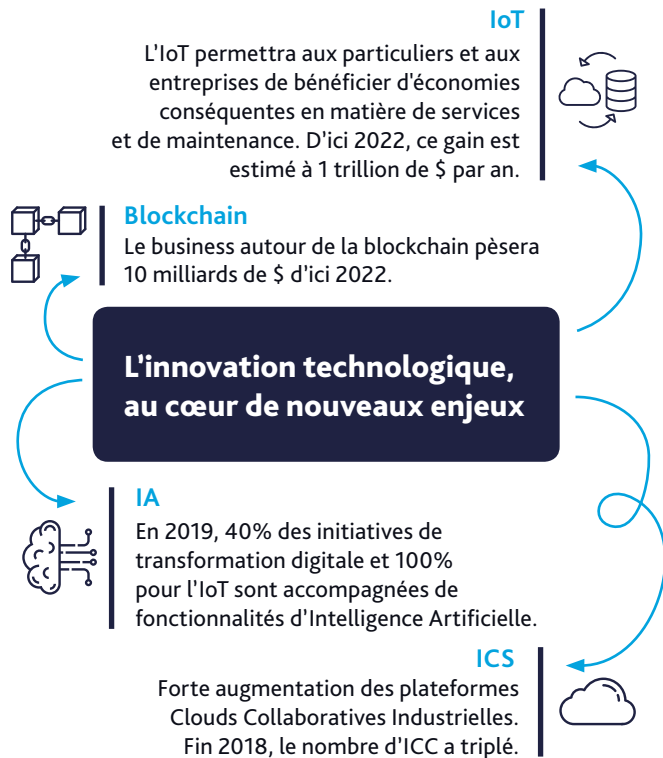 IoT
L’IoT permettra aux particuliers et aux
entreprises de bénéficier d'économies
conséquentes en matière de services
et de maintenance. D’ici 2022, ce gain est
estimé à 1 trillion de $ par an.
Blockchain
Le business autour de la blockchain pèsera
10 milliards de $ d’ici 2022.
L’innovation technologique,
au cœur de nouveaux enjeux
IA
En 2019, 40% des initiatives de
transformation digitale et 100%
pour l’IoT sont accompagnées de
fonctionnalités d’Intelligence Artificielle.
ICS
Forte augmentation des plateformes
Clouds Collaboratives Industrielles.
Fin 2018, le nombre d’ICC a triplé.